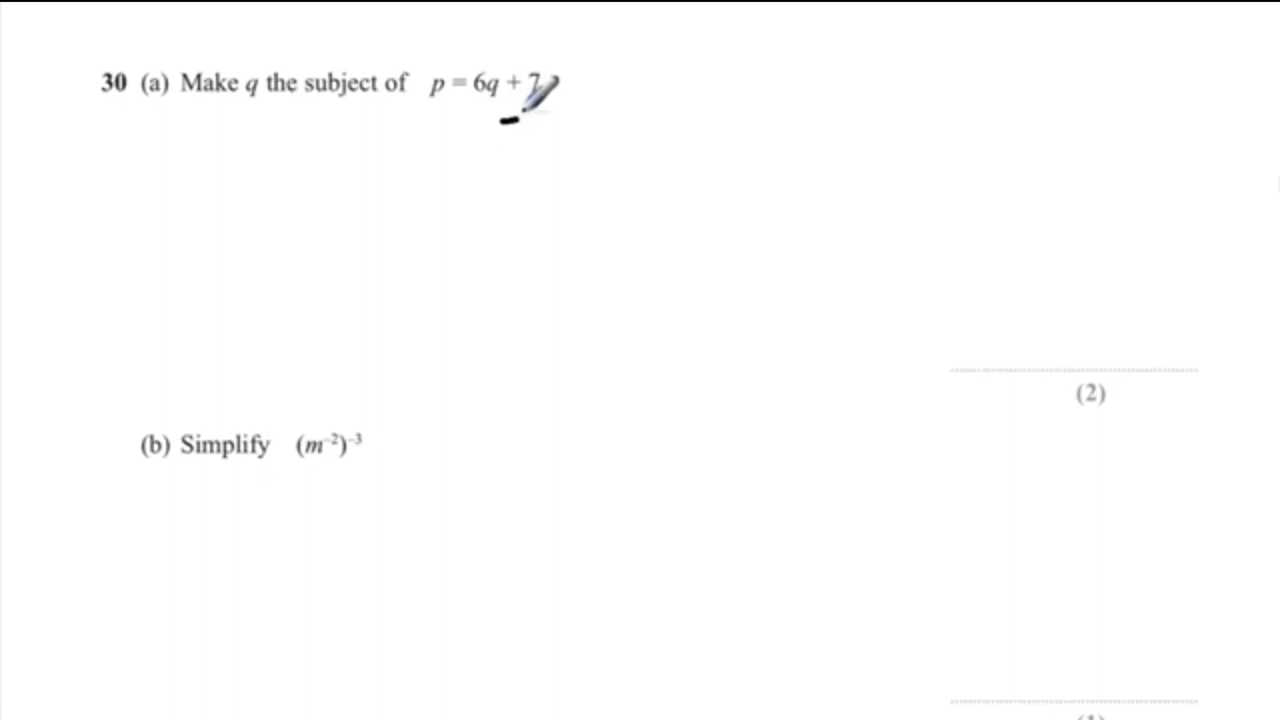 30 (a) Make q the subject of p = 6q + 7
(2)
(b) Simplify (m⁻²)⁻³